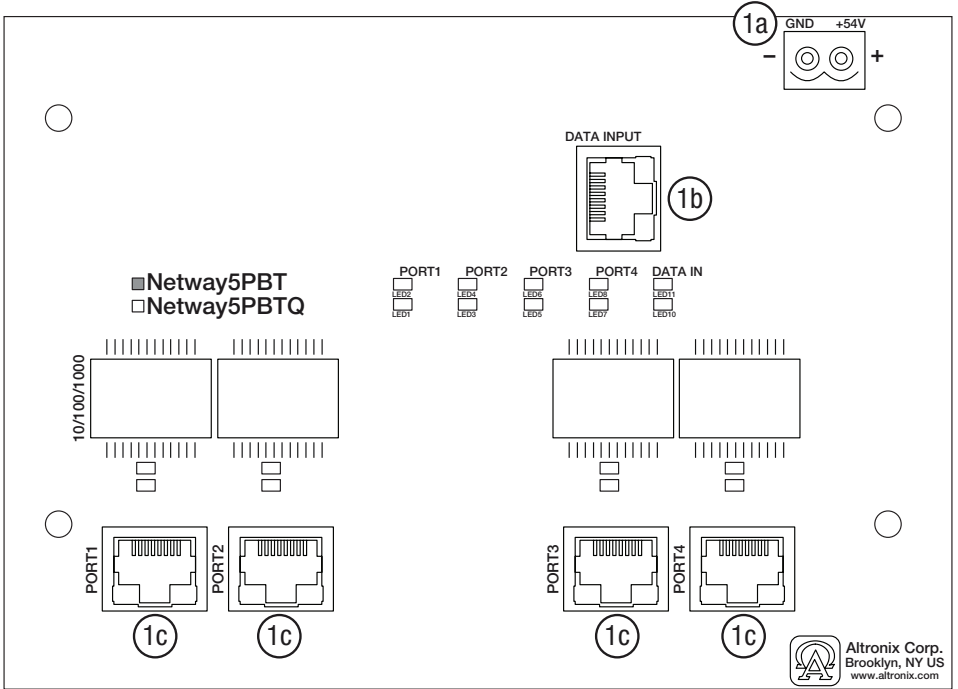 1a
GND +54V
− +
DATA INPUT
1b
PORT1 PORT2 PORT3 PORT4 DATA IN
LED2 LED4 LED6 LED8 LED11
LED1 LED3 LED5 LED7 LED10
Netway5PBT
Netway5PBTQ
10/100/1000
PORT1
PORT2
PORT3
PORT4
1c 1c 1c 1c
Altronix Corp.
Brooklyn, NY US
www.altronix.com